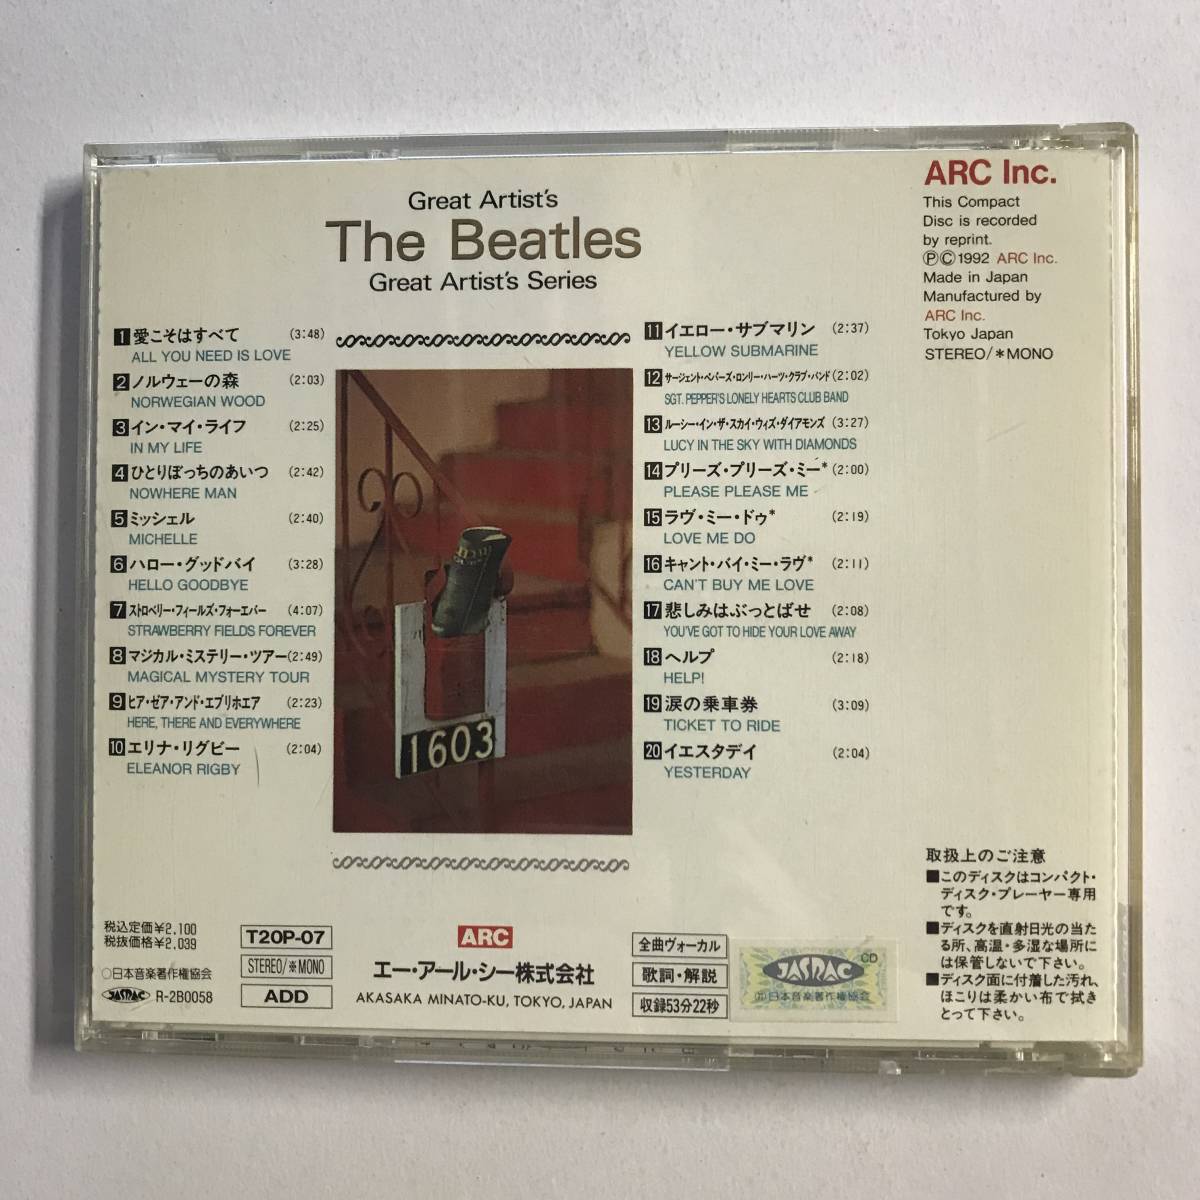 Great Artist's
The Beatles
Great Artist's Series
1 愛こそはすべて (3:48)
ALL YOU NEED IS LOVE
2 ノルウェーの森 (2:03)
NORWEGIAN WOOD
3 イン・マイ・ライフ (2:25)
IN MY LIFE
4 ひとりぼっちのあいつ (2:42)
NOWHERE MAN
5 ミッシェル (2:40)
MICHELLE
6 ハロー・グッドバイ (3:28)
HELLO GOODBYE
7 ストロベリー・フィールズ・フォーエバー (4:07)
STRAWBERRY FIELDS FOREVER
8 マジカル・ミステリー・ツアー (2:49)
MAGICAL MYSTERY TOUR
9 ヒア・ゼア・アンド・エブリホエア (2:23)
HERE, THERE AND EVERYWHERE
10 エリナ・リグビー (2:04)
ELEANOR RIGBY
1603
11 イエロー・サブマリン (2:37)
YELLOW SUBMARINE
12 サージェント・ペパーズ・ロンリー・ハーツ・クラブ・バンド (2:02)
SGT. PEPPER'S LONELY HEARTS CLUB BAND
13 ルーシー・イン・ザ・スカイ・ウィズ・ダイアモンズ (3:27)
LUCY IN THE SKY WITH DIAMONDS
14 プリーズ・プリーズ・ミー* (2:00)
PLEASE PLEASE ME
15 ラヴ・ミー・ドゥ* (2:19)
LOVE ME DO
16 キャント・バイ・ミー・ラヴ* (2:11)
CAN'T BUY ME LOVE
17 悲しみはぶっとばせ (2:08)
YOU'VE GOT TO HIDE YOUR LOVE AWAY
18 ヘルプ (2:18)
HELP!
19 涙の乗車券 (3:09)
TICKET TO RIDE
20 イエスタデイ (2:04)
YESTERDAY
ARC Inc.
This Compact
Disc is recorded
by reprint.
ⓅⒸ1992 ARC Inc.
Made in Japan
Manufactured by
ARC Inc.
Tokyo Japan
STEREO/*MONO
取扱上のご注意
■このディスクはコンパクト・
ディスク・プレーヤー専用
です。
■ディスクを直射日光の当た
る所、高温・多湿な場所に
は保管しないで下さい。
■ディスク面に付着した汚れ、
ほこりは柔かい布で拭き
とって下さい。
税込定価¥2,100
税抜価格¥2,039
○日本音楽著作権協会
JASRAC R-2B0058
T20P-07
STEREO/※MONO
ADD
ARC
エー・アール・シー株式会社
AKASAKA MINATO-KU, TOKYO, JAPAN
全曲ヴォーカル
歌詞・解説
収録53分22秒
CD
JASRAC
日本音楽著作権協会